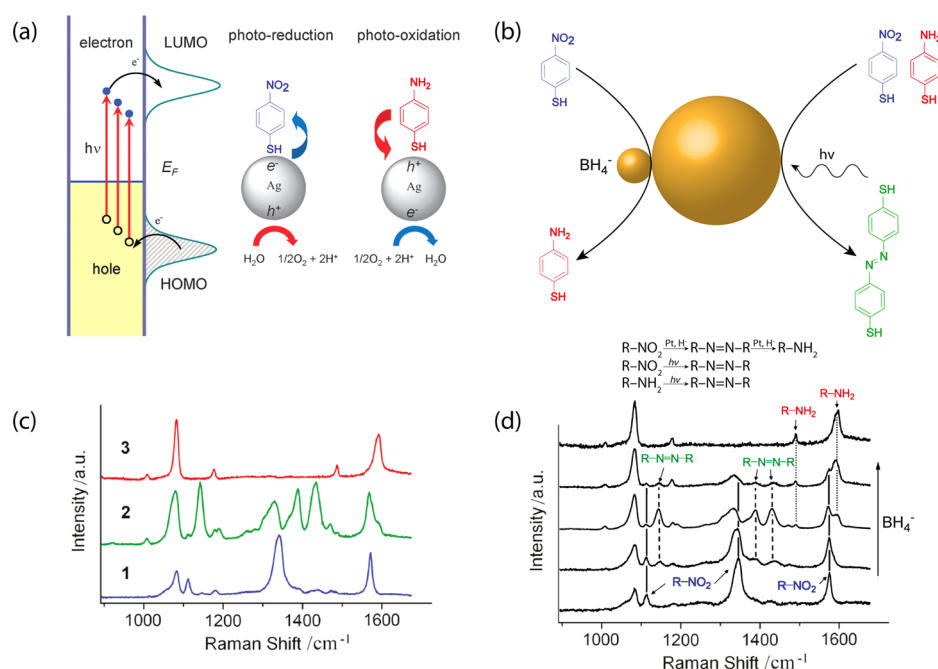 (a)
electron
LUMO
photo-reduction
photo-oxidation
e⁻
NO₂
NH₂
hν
SH
SH
E_F
e⁻
Ag
h⁺
h⁺
Ag
e⁻
e⁻
hole
HOMO
H₂O 1/2O₂ + 2H⁺
1/2O₂ + 2H⁺ H₂O
(b)
NO₂
SH
NO₂
NH₂
SH
SH
BH₄⁻
hν
SH
N
N
SH
NH₂
SH
(c)
3
2
1
Intensity/a.u.
1000 1200 1400 1600
Raman Shift /cm⁻¹
R–NO₂ Pt, H⁻→ R–N=N–R Pt, H⁻→ R–NH₂
R–NO₂ hν→ R–N=N–R
R–NH₂ hν→ R–N=N–R
(d)
R–NH₂
R–NH₂
R–N=N–R
R–N=N–R
BH₄⁻
R–NO₂
R–NO₂
Intensity/a.u.
1000 1200 1400 1600
Raman Shift /cm⁻¹